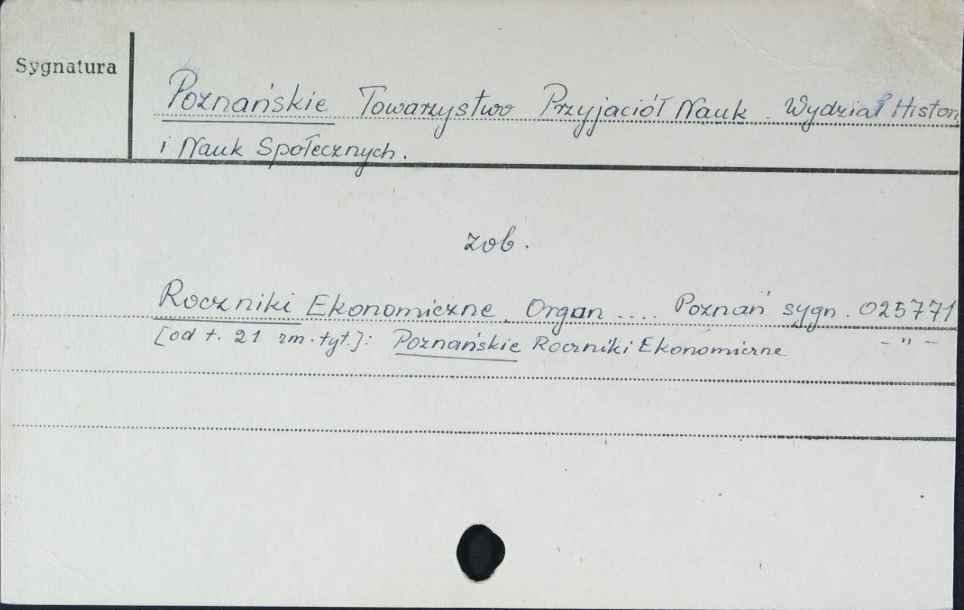 Sygnatura
Poznańskie Towarzystwo Przyjaciół Nauk. Wydział Histon
i Nauk Społecznych.
zob.
Roczniki Ekonomiczne. Organ .... Poznań sygn. 025771
[od t. 21 zm. tyt.]: Poznańskie Roczniki Ekonomiczne - " -